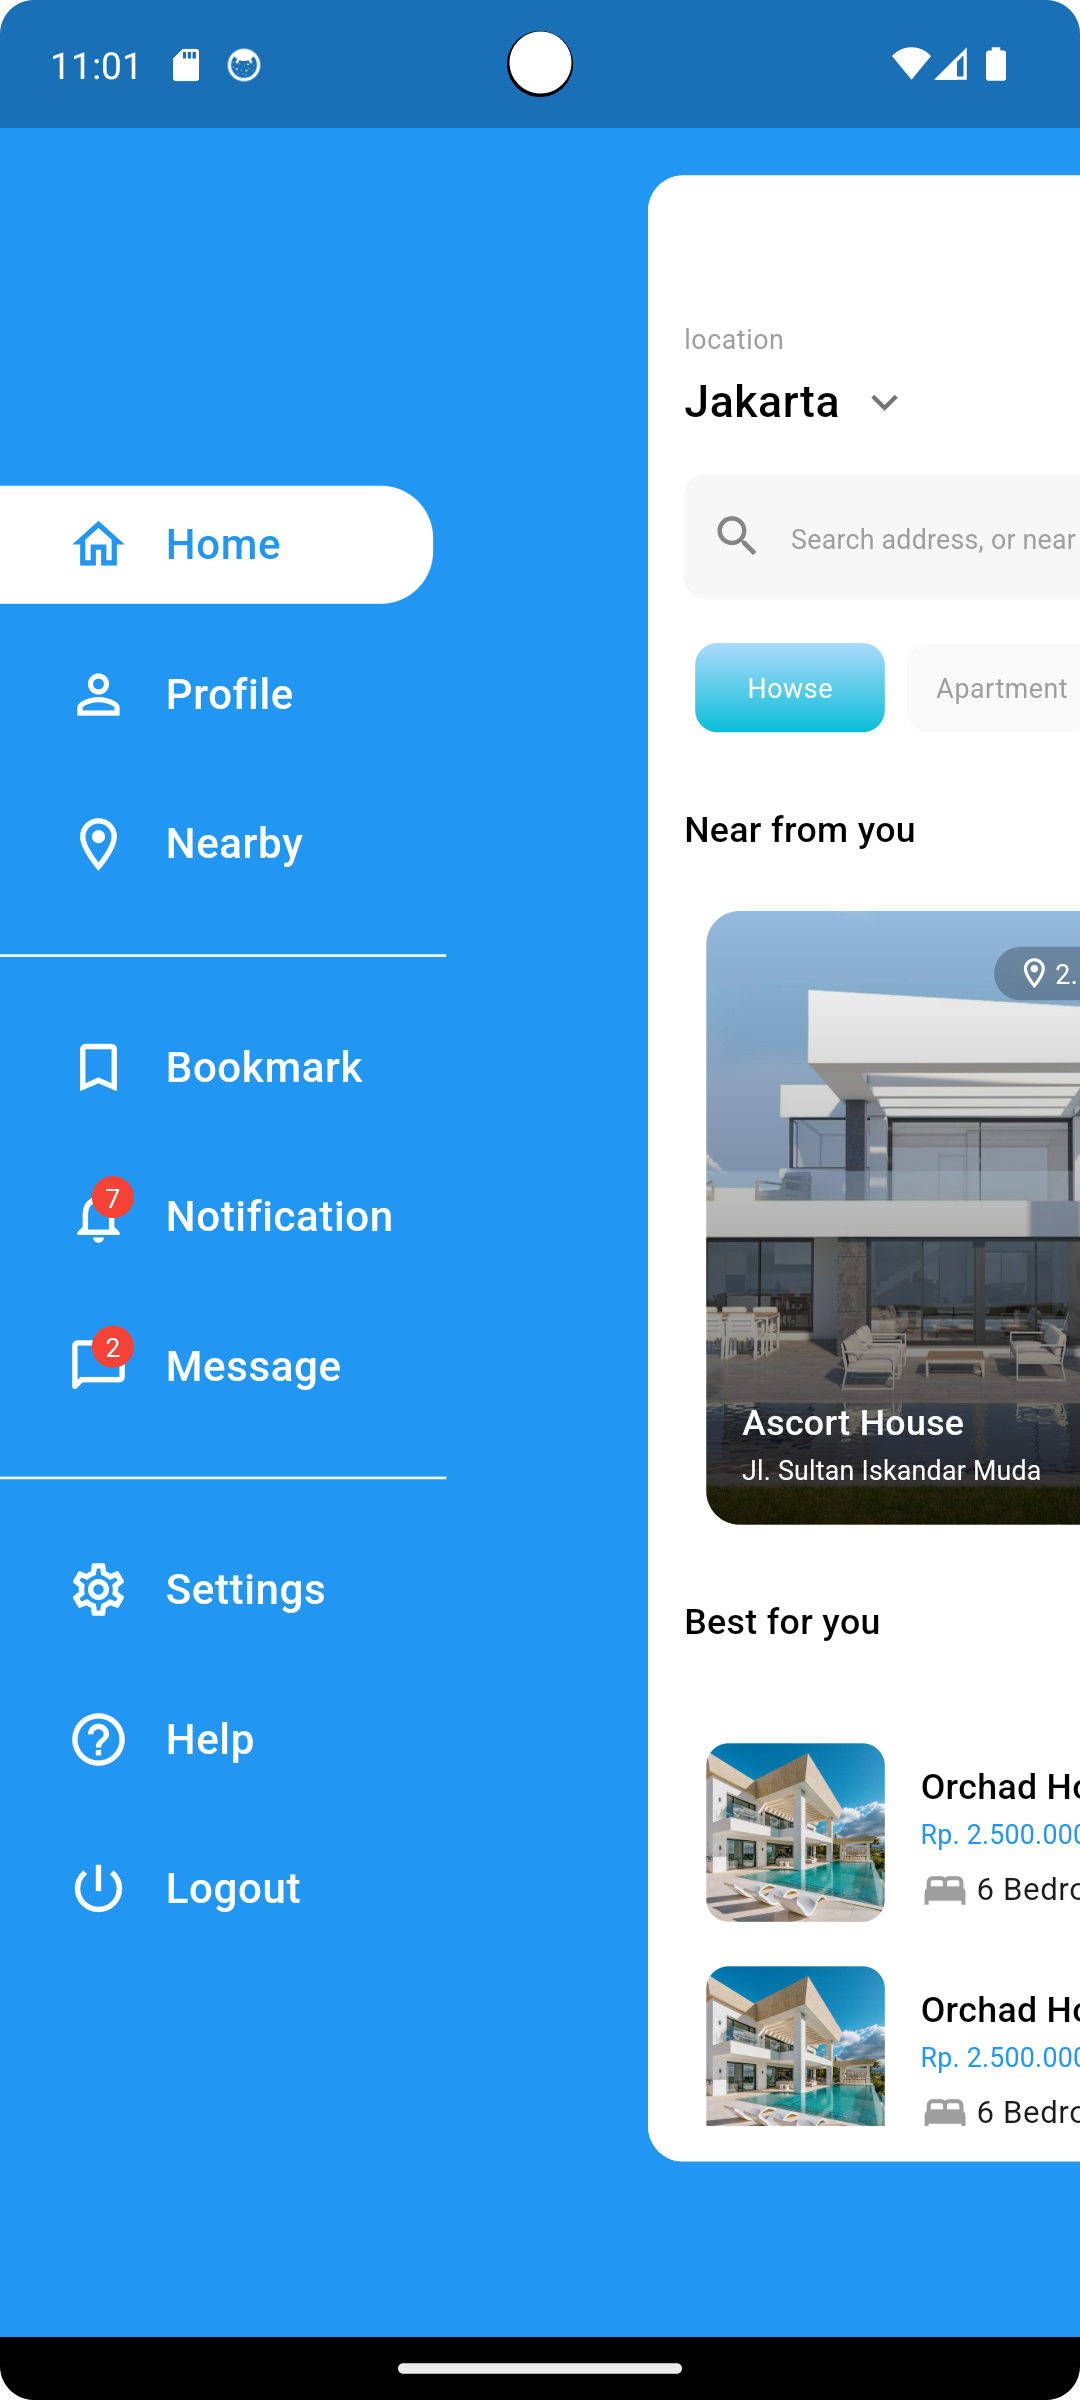 11:01
Home
Profile
Nearby
Bookmark
7
Notification
2
Message
Settings
Help
Logout
location
Jakarta
Search address, or near
Howse
Apartment
Near from you
2.
Ascort House
Jl. Sultan Iskandar Muda
Best for you
Orchad Ho
Rp. 2.500.000
6 Bedro
Orchad Ho
Rp. 2.500.000
6 Bedro